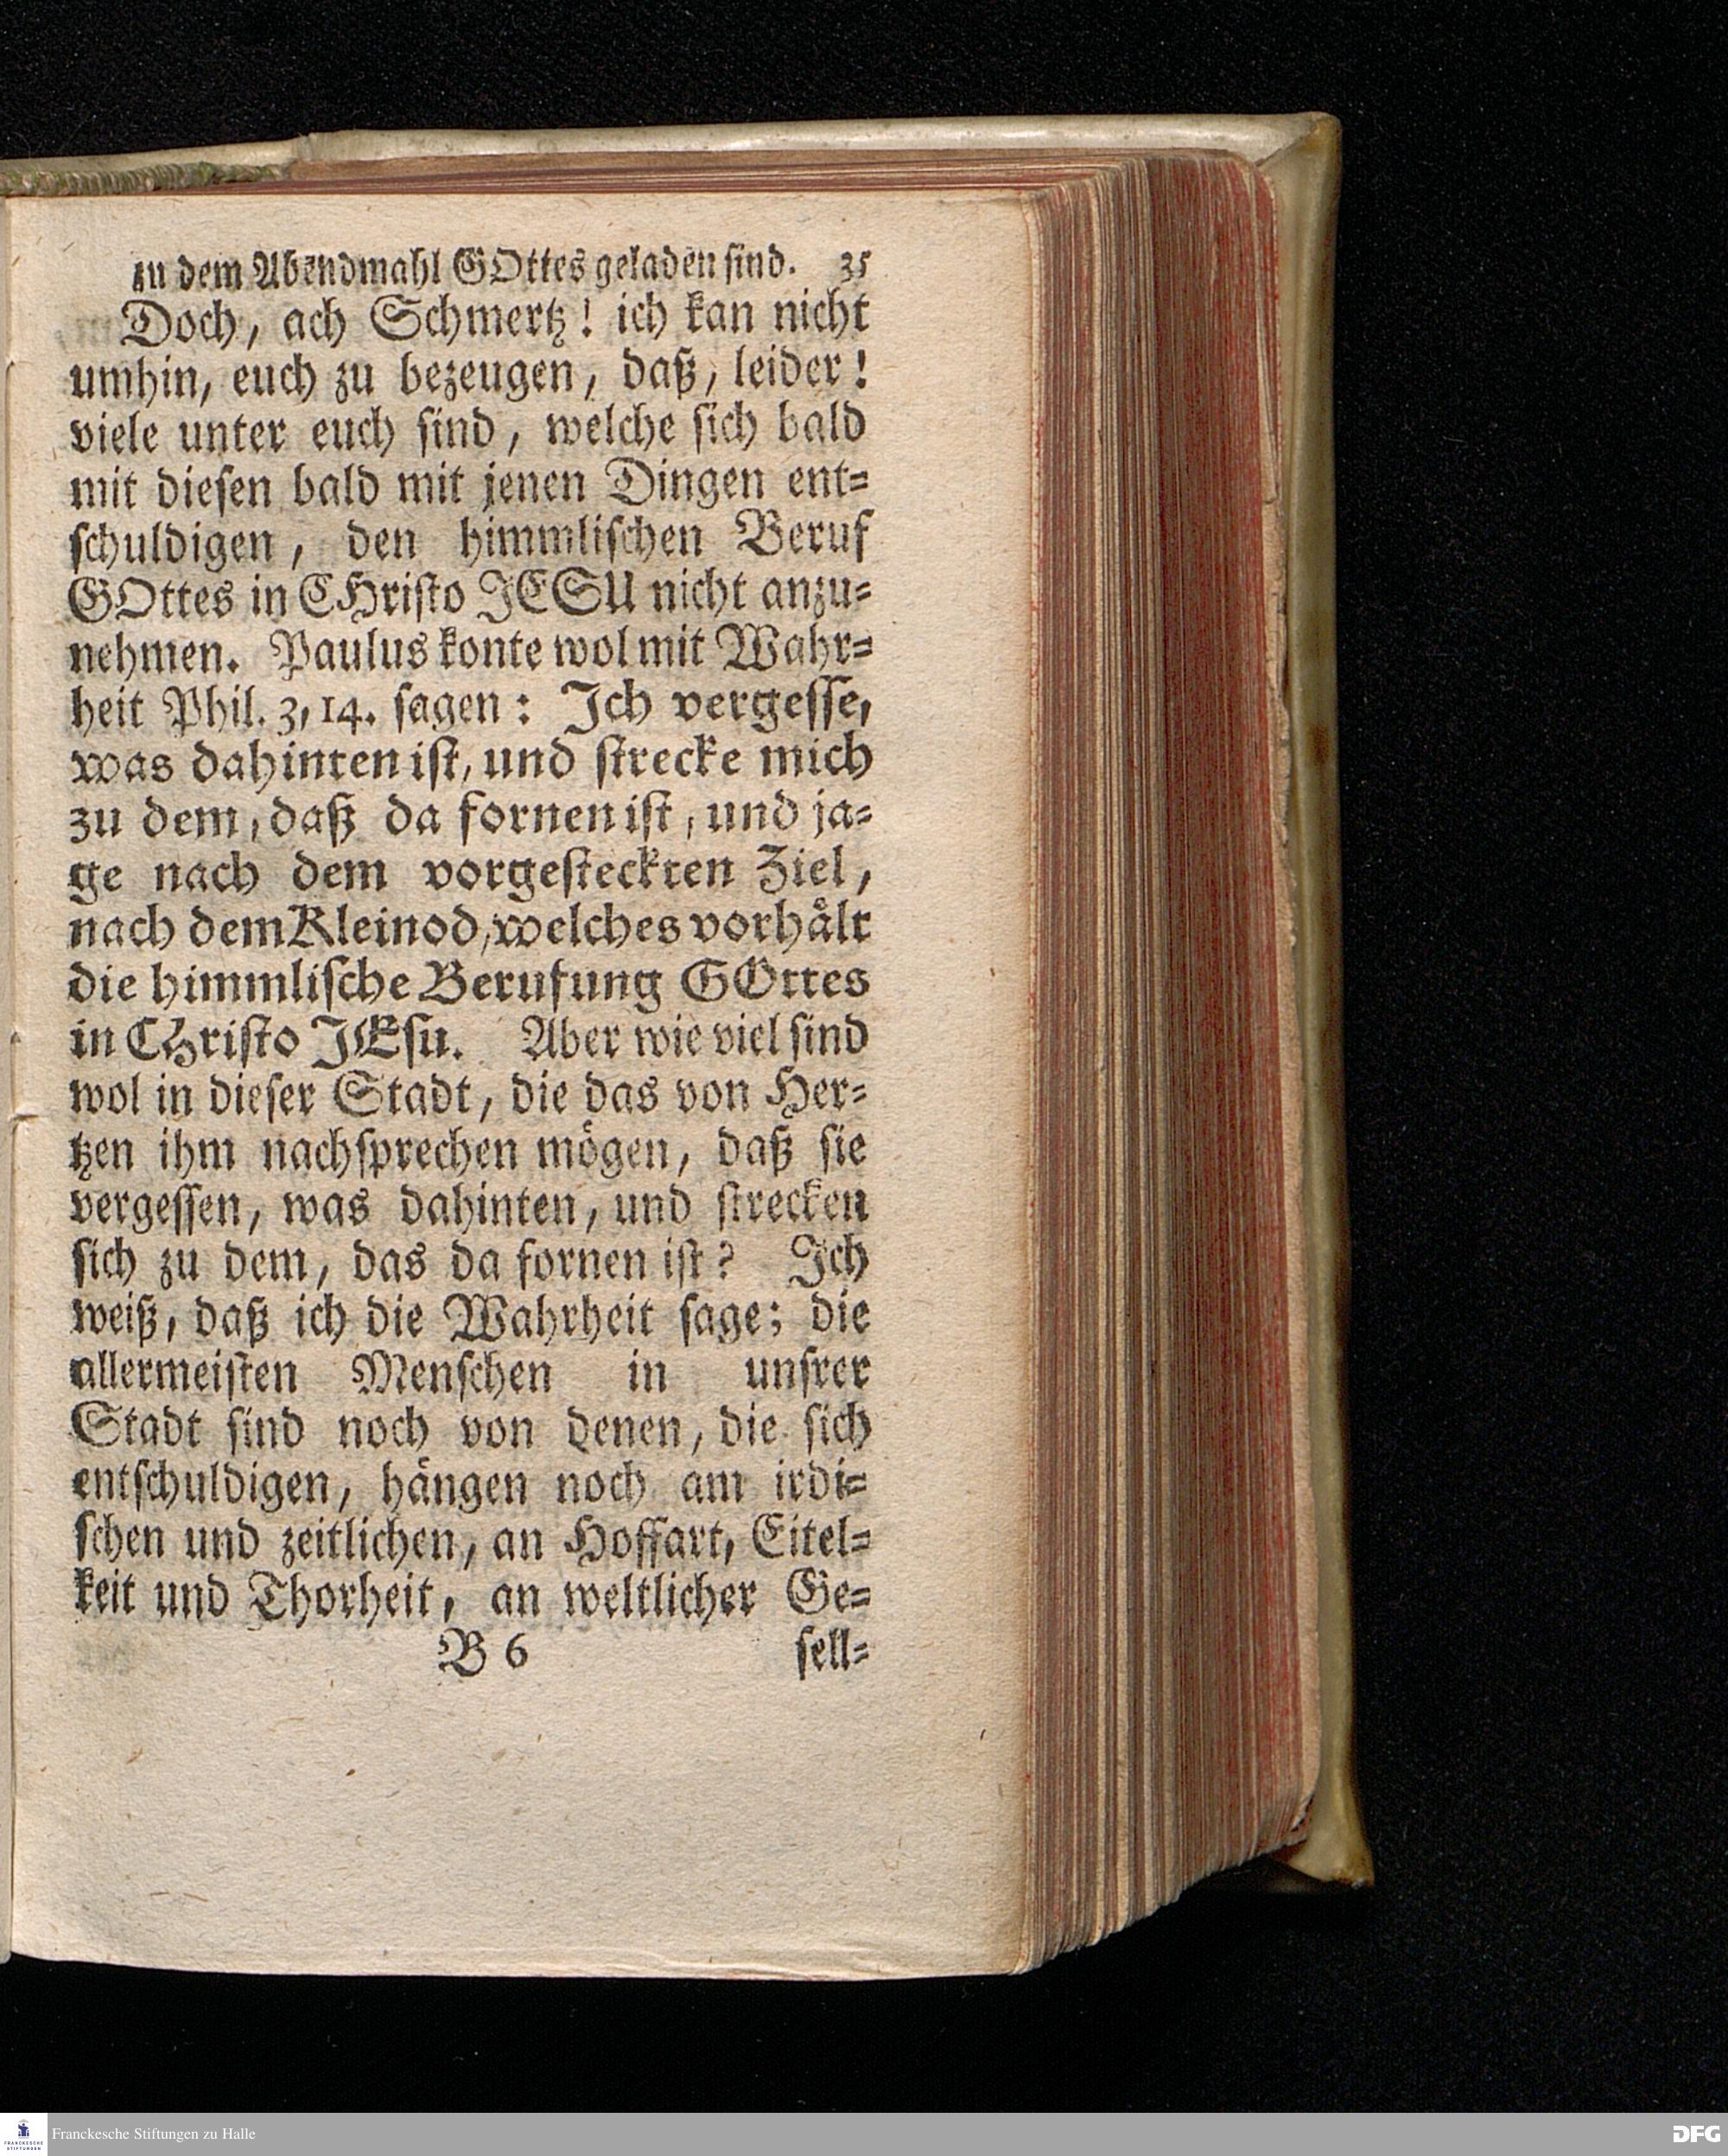 zu dem Abendmahl GOttes geladen sind. 35
Doch, ach Schmertz! ich kan nicht
umhin, euch zu bezeugen, daß, leider!
viele unter euch sind, welche sich bald
mit diesen bald mit jenen Dingen ent=
schuldigen, den himmlischen Beruf
GOttes in CHristo JESU nicht anzu=
nehmen. Paulus konte wol mit Wahr=
heit Phil. 3, 14. sagen: Ich vergesse,
was dahinten ist, und strecke mich
zu dem, daß da fornen ist, und ja=
ge nach dem vorgesteckten Ziel,
nach dem Kleinod, welches vorhält
die himmlische Berufung GOttes
in Christo JEsu. Aber wie viel sind
wol in dieser Stadt, die das von Her=
tzen ihm nachsprechen mögen, daß sie
vergessen, was dahinten, und strecken
sich zu dem, das da fornen ist? Ich
weiß, daß ich die Wahrheit sage; die
allermeisten Menschen in unsrer
Stadt sind noch von denen, die sich
entschuldigen, hängen noch am irdi=
schen und zeitlichen, an Hoffart, Eitel=
keit und Thorheit, an weltlicher Ge=
B 6 sell=
Franckesche Stiftungen zu Halle
FRANCKESCHE STIFTUNGEN
DFG